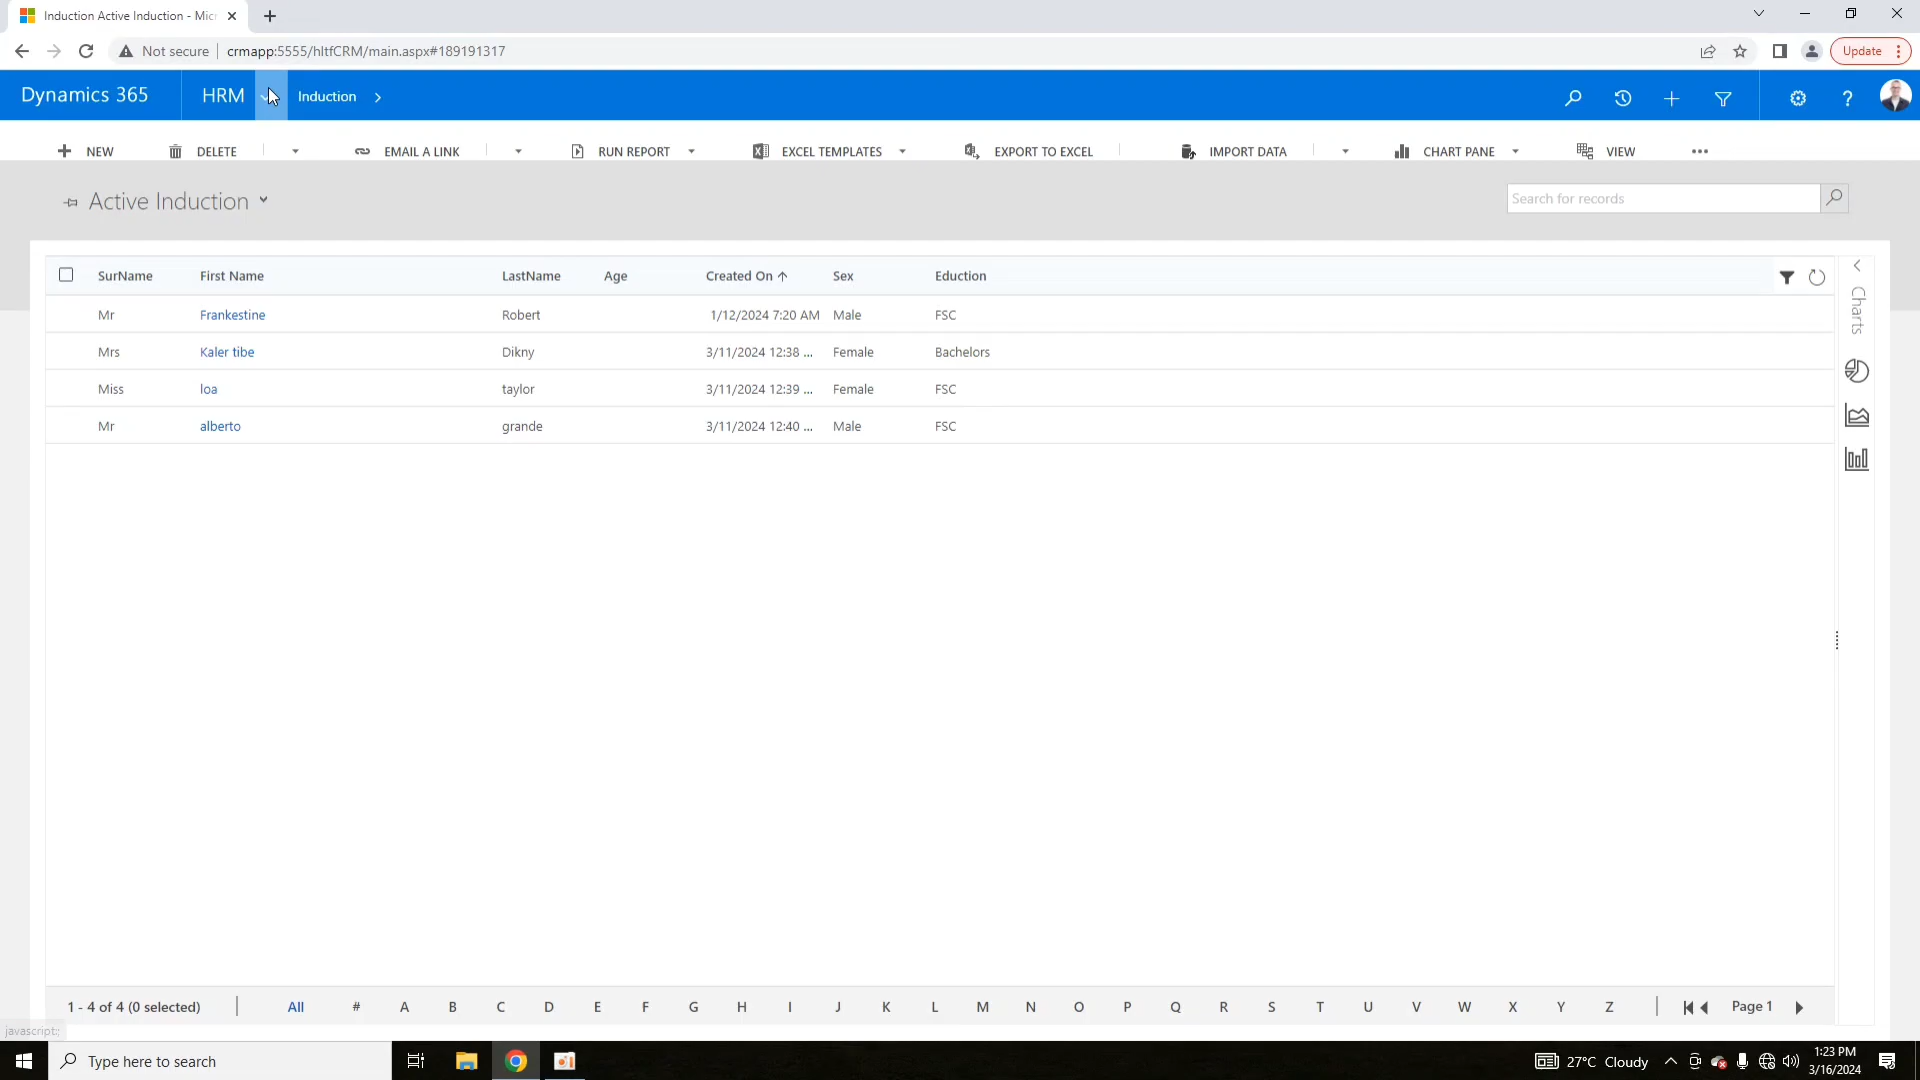 Induction Active Induction - Micr
Not secure crmapp:5555/hltfCRM/main.aspx#189191317 Update
Dynamics 365 HRM Induction
NEW DELETE EMAIL A LINK RUN REPORT EXCEL TEMPLATES EXPORT TO EXCEL IMPORT DATA CHART PANE VIEW
Active Induction
Search for records
SurName First Name LastName Age Created On Sex Eduction
Mr Frankestine Robert 1/12/2024 7:20 AM Male FSC
Mrs Kaler tibe Dikny 3/11/2024 12:38 ... Female Bachelors
Miss loa taylor 3/11/2024 12:39 ... Female FSC
Mr alberto grande 3/11/2024 12:40 ... Male FSC
Charts
1 - 4 of 4 (0 selected) All # A B C D E F G H I J K L M N O P Q R S T U V W X Y Z Page 1
javascript:;
Type here to search 27°C Cloudy 1:23 PM
3/16/2024